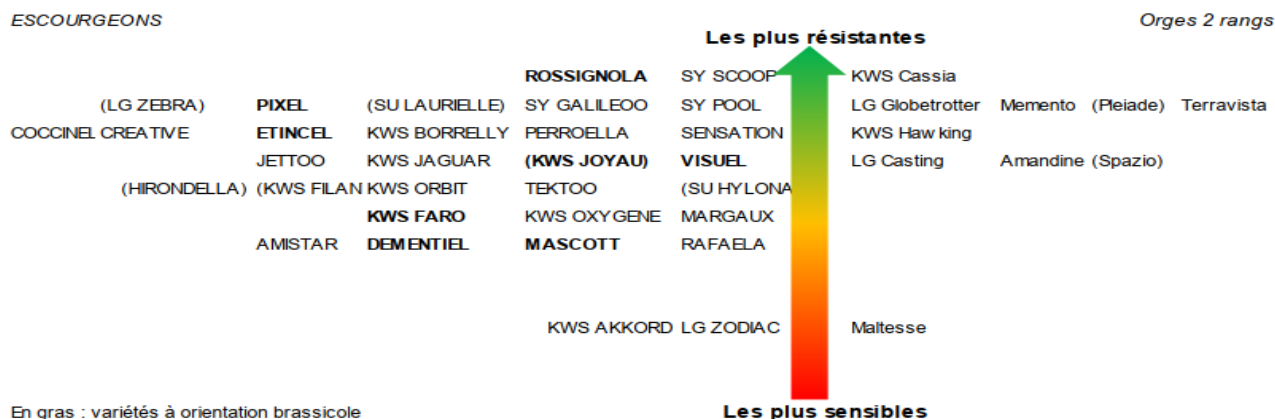 ESCOURGEONS Orges 2 rangs
Les plus résistantes
ROSSIGNOLA SY SCOOP KWS Cassia
(LG ZEBRA) PIXEL (SU LAURIELLE) SY GALILEOO SY POOL LG Globetrotter Memento (Pleiade) Terravista
COCCINEL CREATIVE ETINCEL KWS BORRELLY PERROELLA SENSATION KWS Hawking
JETTOO KWS JAGUAR (KWS JOYAU) VISUEL LG Casting Amandine (Spazio)
(HIRONDELLA) (KWS FILAN KWS ORBIT TEKTOO (SU HYLONA
KWS FARO KWS OXYGENE MARGAUX
AMISTAR DEMENTIEL MASCOTT RAFAELA
KWS AKKORD LG ZODIAC Maltesse
En gras : variétés à orientation brassicole Les plus sensibles